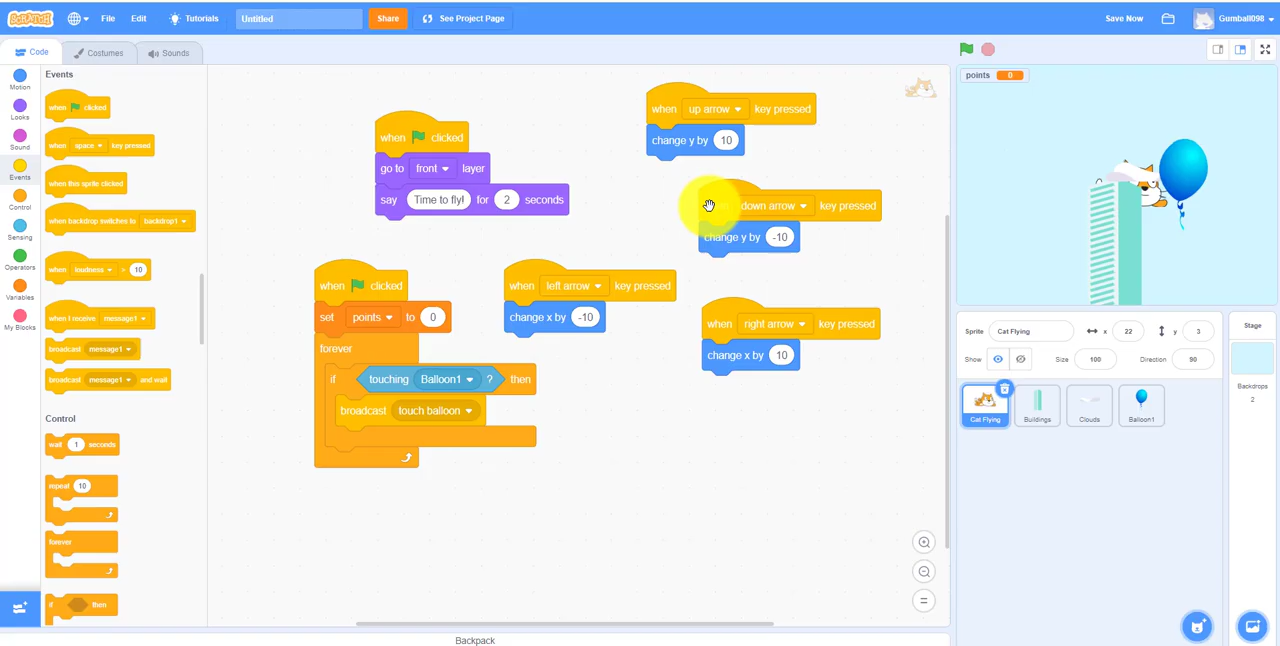 SCRATCH File Edit Tutorials Untitled Share See Project Page Save Now Gumball098
Code Costumes Sounds
Motion
Looks
Sound
Events
Control
Sensing
Operators
Variables
My Blocks
Events
when clicked
when space key pressed
when this sprite clicked
when backdrop switches to backdrop1
when loudness > 10
when I receive message1
broadcast message1
broadcast message1 and wait
Control
wait 1 seconds
repeat 10
forever
if then
when clicked
go to front layer
say Time to fly! for 2 seconds
when up arrow key pressed
change y by 10
down arrow key pressed
change y by -10
when clicked
set points to 0
forever
if touching Balloon1 ? then
broadcast touch balloon
when left arrow key pressed
change x by -10
when right arrow key pressed
change x by 10
points 0
Sprite Cat Flying x 22 y 3
Show Size 100 Direction 90
Cat Flying Buildings Clouds Balloon1
Stage
Backdrops
2
Backpack